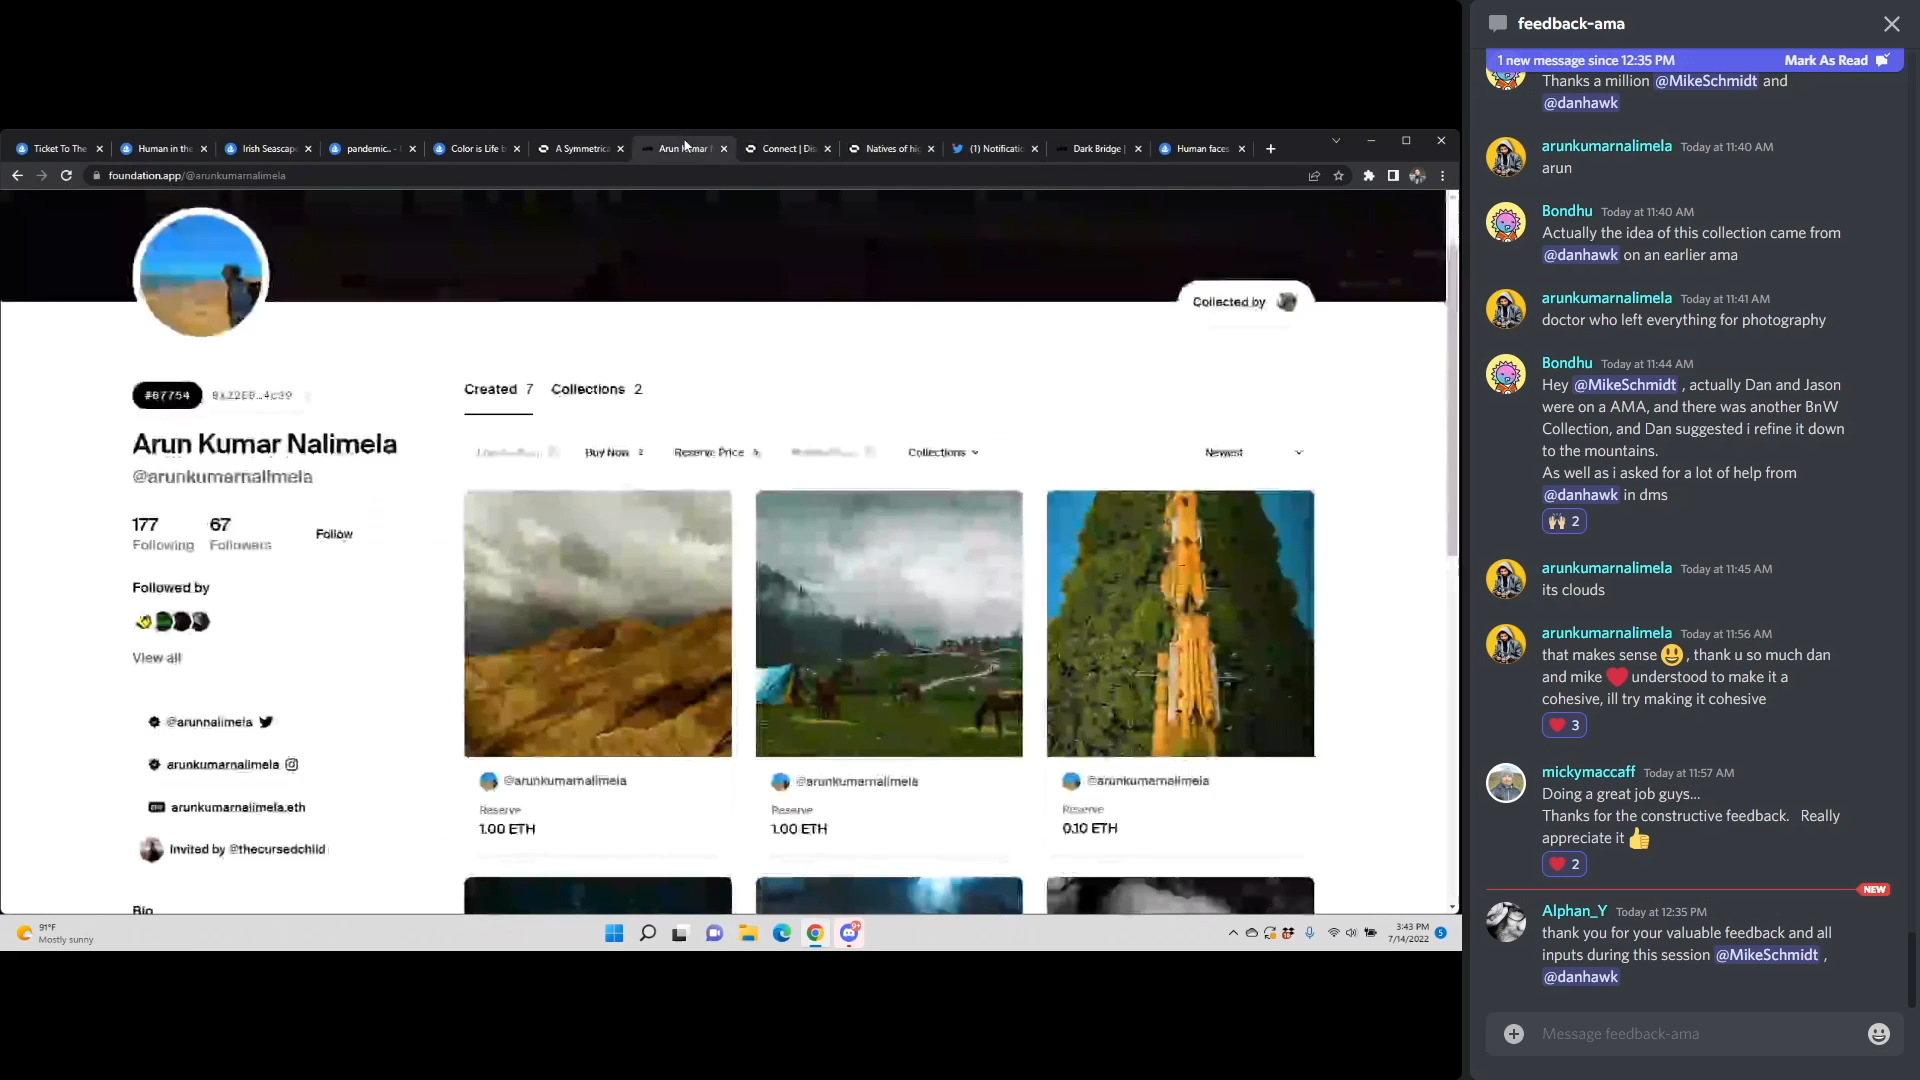 Ticket To The
Human in the
Irish Seascap
pandemic.. -
Color is Life b
A Symmetrica
Arun Kumar
Connect | Dis
Natives of hig
(1) Notificatio
Dark Bridge |
Human faces
foundation.app/@arunkumarnalimela
Collected by
#87754
Created 7 Collections 2
Arun Kumar Nalimela
@arunkumarnalimela
Buy Now
Reserve Price
Collections
Newest
177
Following
67
Followers
Follow
Followed by
View all
@arunnalimela
arunkumarnalimela
arunkumarnalimela.eth
Invited by @thecursedchild
Bio
@arunkumarnalimela
Reserve
1.00 ETH
@arunkumarnalimela
Reserve
1.00 ETH
@arunkumarnalimela
Reserve
0.10 ETH
91°F
Mostly sunny
3:43 PM
7/14/2022
5
feedback-ama
1 new message since 12:35 PM Mark As Read
Thanks a million @MikeSchmidt and
@danhawk
arunkumarnalimela Today at 11:40 AM
arun
Bondhu Today at 11:40 AM
Actually the idea of this collection came from
@danhawk on an earlier ama
arunkumarnalimela Today at 11:41 AM
doctor who left everything for photography
Bondhu Today at 11:44 AM
Hey @MikeSchmidt , actually Dan and Jason
were on a AMA, and there was another BnW
Collection, and Dan suggested i refine it down
to the mountains.
As well as i asked for a lot of help from
@danhawk in dms
2
arunkumarnalimela Today at 11:45 AM
its clouds
arunkumarnalimela Today at 11:56 AM
that makes sense 😃 , thank u so much dan
and mike ❤️ understood to make it a
cohesive, ill try making it cohesive
3
mickymaccaff Today at 11:57 AM
Doing a great job guys...
Thanks for the constructive feedback. Really
appreciate it 👍
2
NEW
Alphan_Y Today at 12:35 PM
thank you for your valuable feedback and all
inputs during this session @MikeSchmidt ,
@danhawk
Message feedback-ama